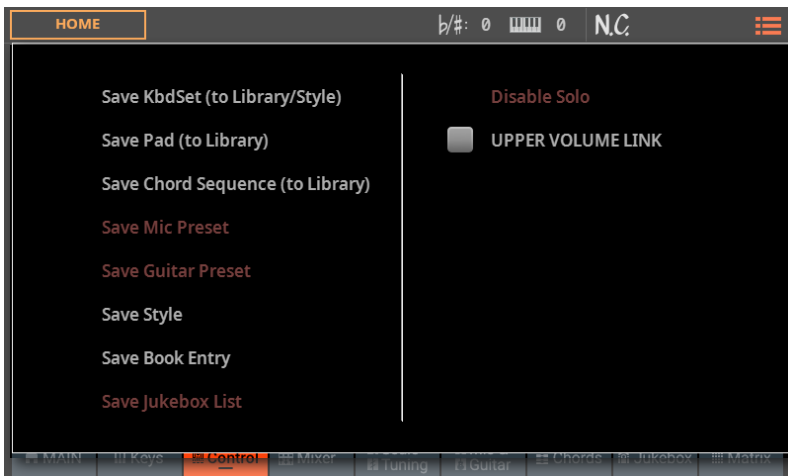 HOME
♭/♯: 0 0 N.C.
Save KbdSet (to Library/Style)
Save Pad (to Library)
Save Chord Sequence (to Library)
Save Mic Preset
Save Guitar Preset
Save Style
Save Book Entry
Save Jukebox List
Disable Solo
UPPER VOLUME LINK
MAIN Keys Control Mixer Tuning Guitar Chords Jukebox Matrix